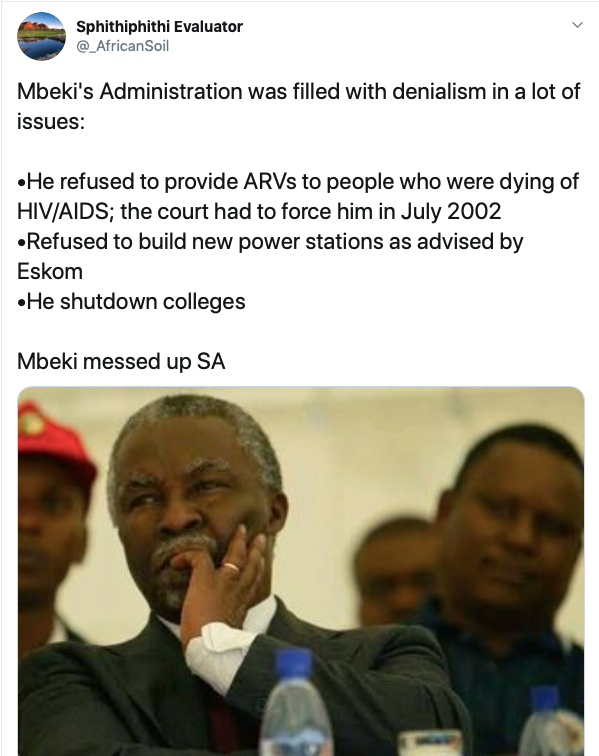 Sphithiphithi Evaluator
@_AfricanSoil
Mbeki's Administration was filled with denialism in a lot of
issues:
•He refused to provide ARVs to people who were dying of
HIV/AIDS; the court had to force him in July 2002
•Refused to build new power stations as advised by
Eskom
•He shutdown colleges
Mbeki messed up SA